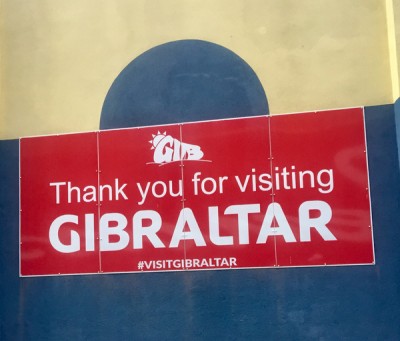 GIB
Thank you for visiting
GIBRALTAR
#VISITGIBRALTAR